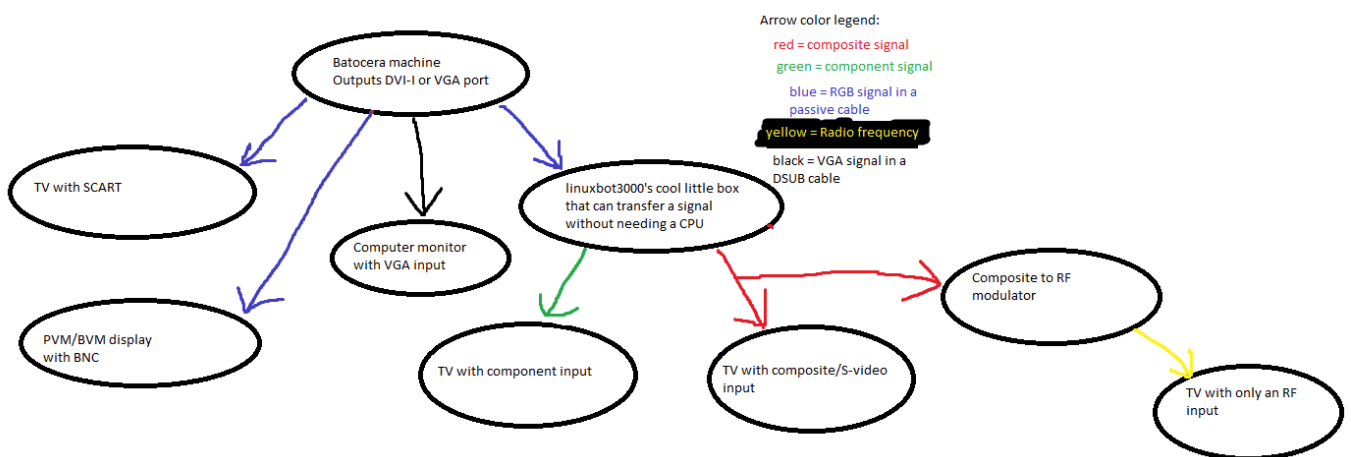 Arrow color legend:
red = composite signal
green = component signal
blue = RGB signal in a
passive cable
yellow = Radio frequency
black = VGA signal in a
DSUB cable
Batocera machine
Outputs DVI-I or VGA port
TV with SCART
linuxbot3000's cool little box
that can transfer a signal
without needing a CPU
Computer monitor
with VGA input
Composite to RF
modulator
PVM/BVM display
with BNC
TV with component input
TV with composite/S-video
input
TV with only an RF
input